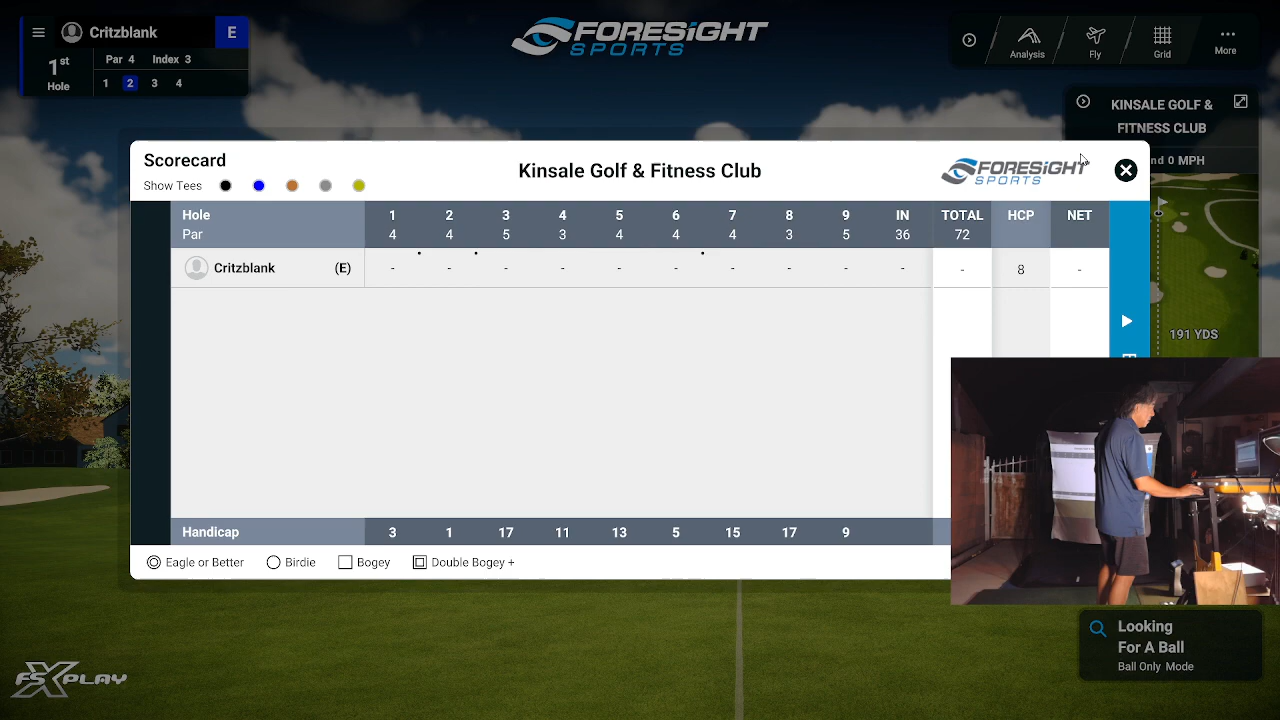 Critzblank E
1st Hole
Par 4 Index 3
1 2 3 4
FORESiGHT SPORTS
Analysis
Fly
Grid
More
KINSALE GOLF &
FITNESS CLUB
nd 0 MPH
191 YDS
Scorecard
Show Tees
Kinsale Golf & Fitness Club
FORESiGHT SPORTS
Hole 1 2 3 4 5 6 7 8 9 IN TOTAL HCP NET
Par 4 4 5 3 4 4 4 3 5 36 72
Critzblank (E) - - - - - - - - - - - 8 -
Handicap 3 1 17 11 13 5 15 17 9
Eagle or Better Birdie Bogey Double Bogey +
Looking
For A Ball
Ball Only Mode
FSXPLAY